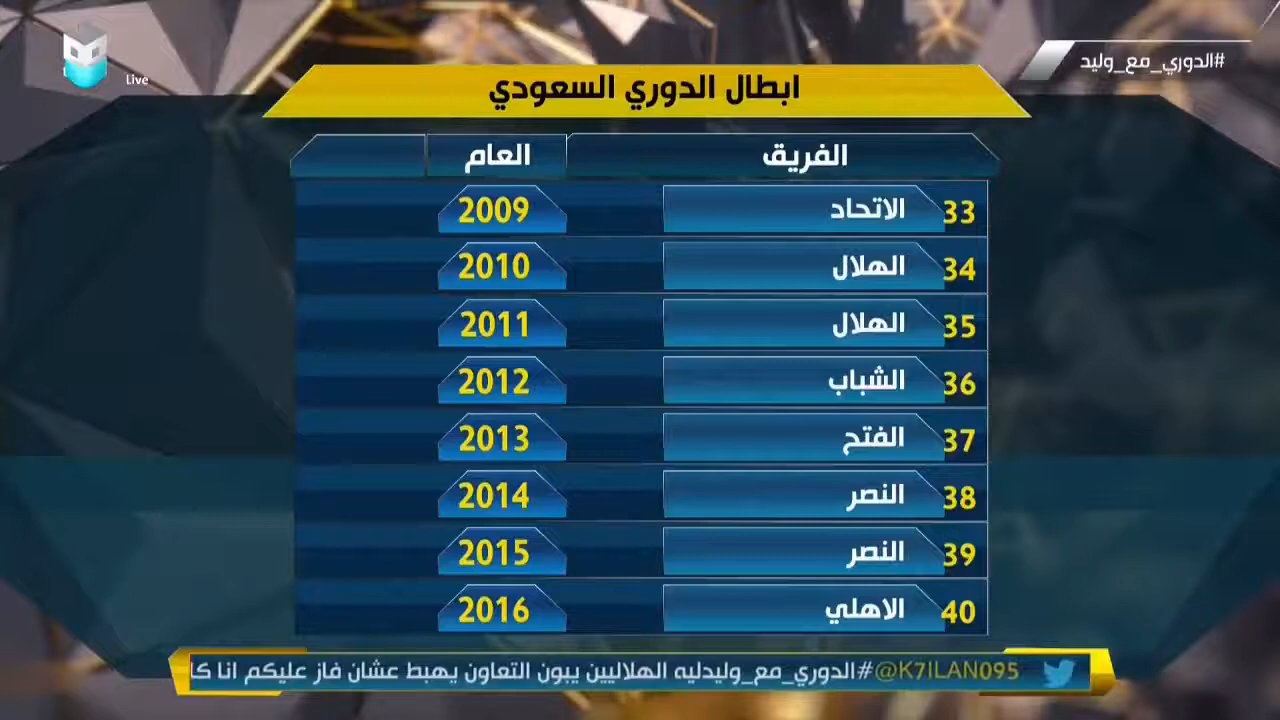 Live
#الدوري_مع_وليد
ابطال الدوري السعودي
الفريق العام
33 الاتحاد 2009
34 الهلال 2010
35 الهلال 2011
36 الشباب 2012
37 الفتح 2013
38 النصر 2014
39 النصر 2015
40 الاهلي 2016
@K7ILAN095 #الدوري_مع_وليدليه الهلاليين يبون التعاون يهبط عشان فاز عليكم انا كا